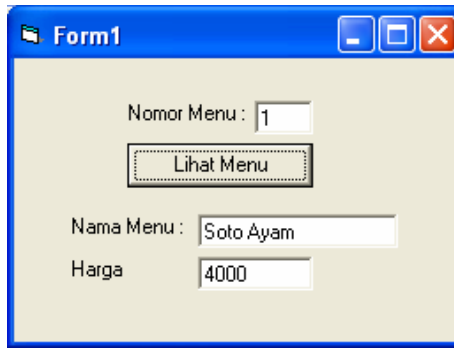 Form1
Nomor Menu : 1
Lihat Menu
Nama Menu : Soto Ayam
Harga 4000